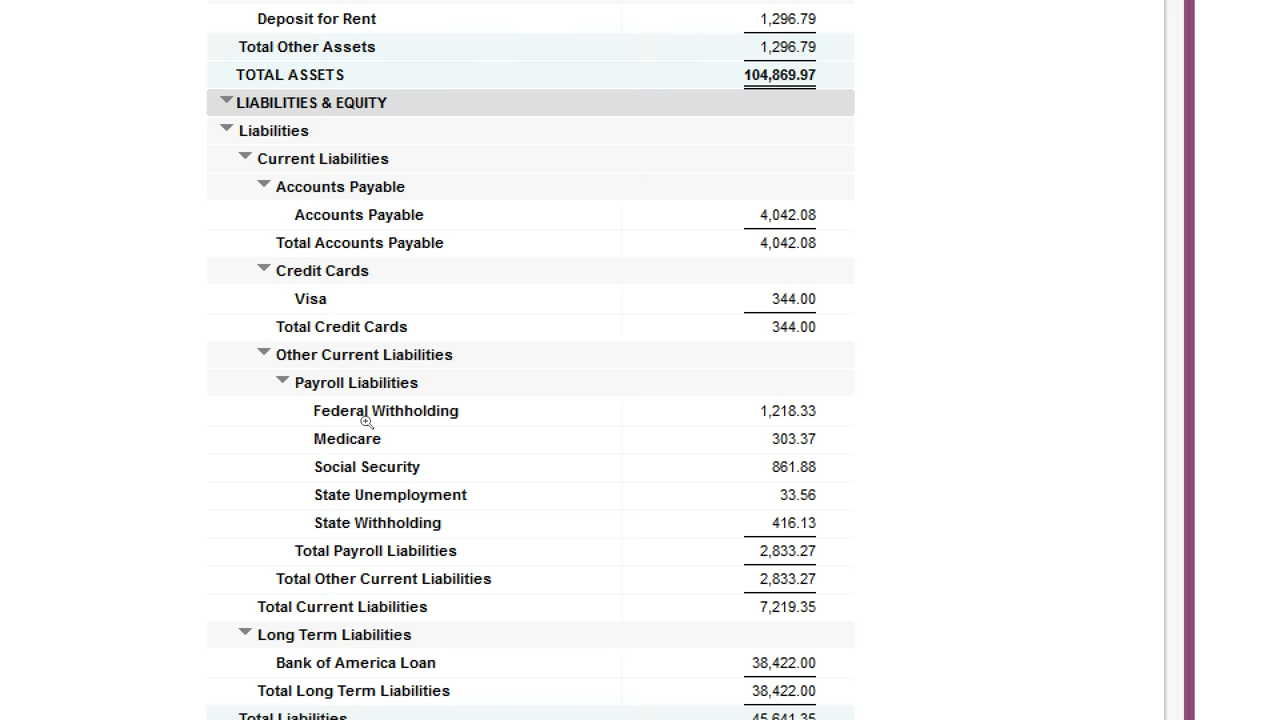 Deposit for Rent 1,296.79
Total Other Assets 1,296.79
TOTAL ASSETS 104,869.97
LIABILITIES & EQUITY
Liabilities
Current Liabilities
Accounts Payable
Accounts Payable 4,042.08
Total Accounts Payable 4,042.08
Credit Cards
Visa 344.00
Total Credit Cards 344.00
Other Current Liabilities
Payroll Liabilities
Federal Withholding 1,218.33
Medicare 303.37
Social Security 861.88
State Unemployment 33.56
State Withholding 416.13
Total Payroll Liabilities 2,833.27
Total Other Current Liabilities 2,833.27
Total Current Liabilities 7,219.35
Long Term Liabilities
Bank of America Loan 38,422.00
Total Long Term Liabilities 38,422.00
Total Liabilities 45,641.35